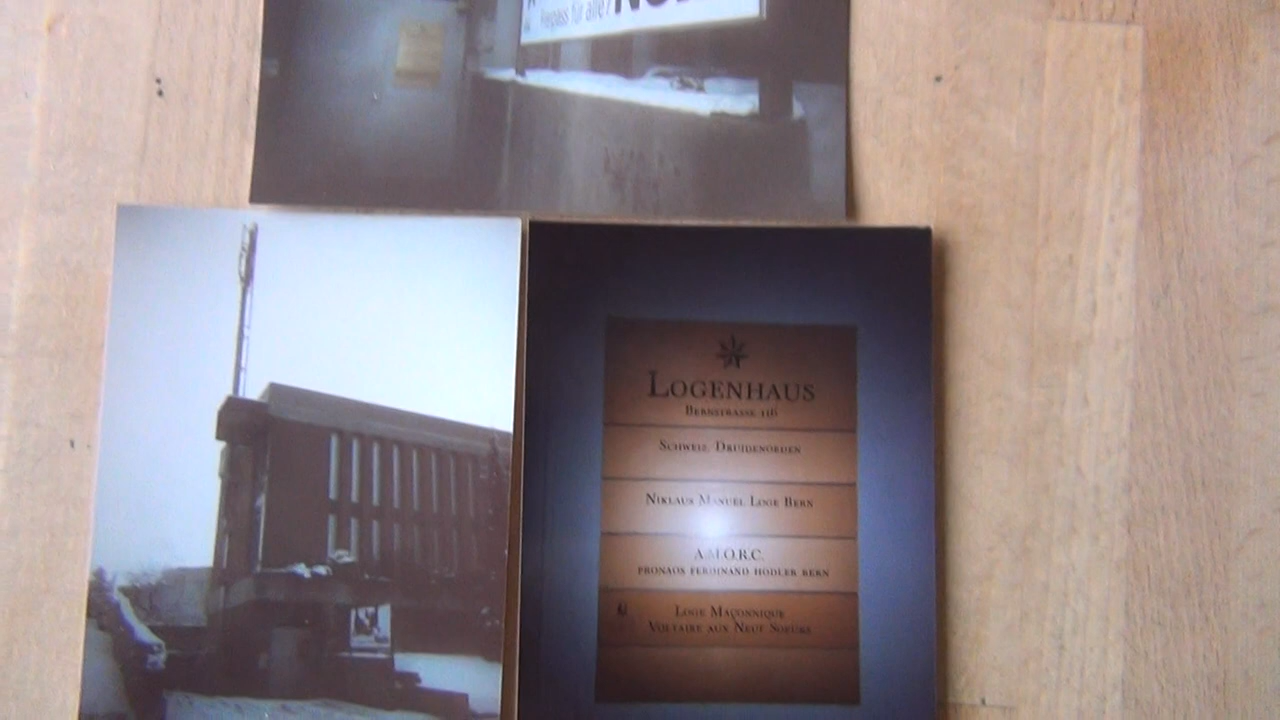 Freipass für alle?
LOGENHAUS
BERNSTRASSE 116
SCHWEIZ. DRUIDENORDEN
NIKLAUS MANUEL LOGE BERN
A.M.O.R.C.
PRONAOS FERDINAND HODLER BERN
LOGE MAÇONNIQUE
VOLTAIRE AUX NEUF SOEURS